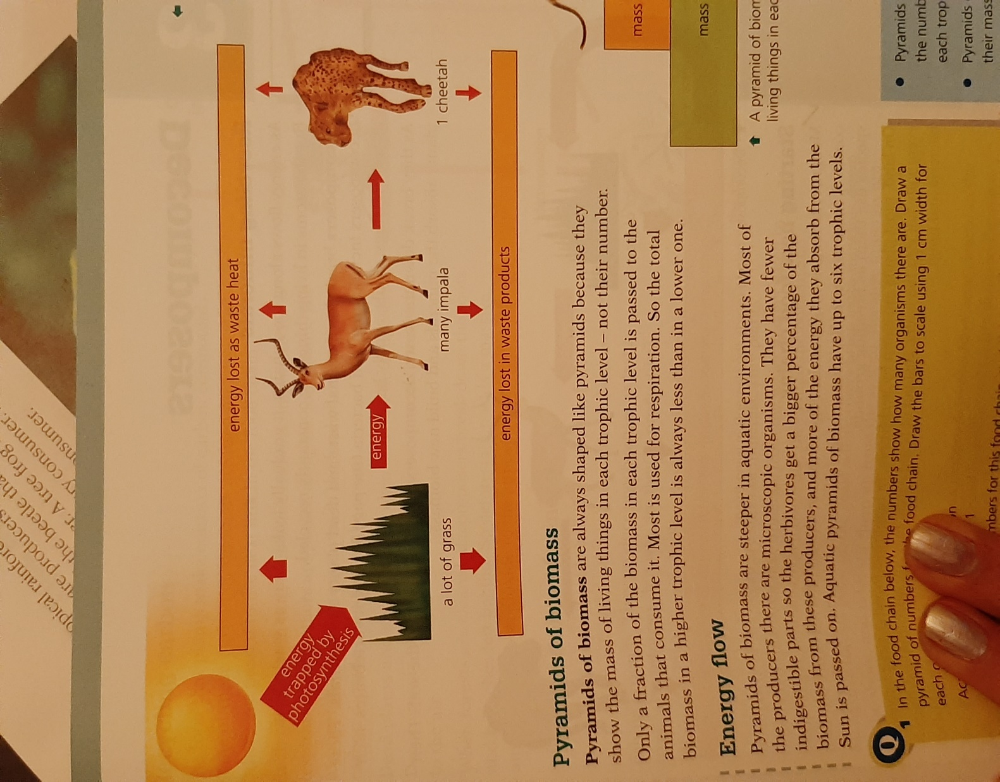 energy lost as waste heat
energy
trapped by
photosynthesis
energy
a lot of grass
many impala
1 cheetah
energy lost in waste products
Pyramids of biomass
Pyramids of biomass are always shaped like pyramids because they
show the mass of living things in each trophic level – not their number.
Only a fraction of the biomass in each trophic level is passed to the
animals that consume it. Most is used for respiration. So the total
biomass in a higher trophic level is always less than in a lower one.
mass
mass
A pyramid of biom
living things in eac
Energy flow
Pyramids of biomass are steeper in aquatic environments. Most of
the producers there are microscopic organisms. They have fewer
indigestible parts so the herbivores get a bigger percentage of the
biomass from these producers, and more of the energy they absorb from the
Sun is passed on. Aquatic pyramids of biomass have up to six trophic levels.
Q
1 In the food chain below, the numbers show how many organisms there are. Draw a
pyramid of numbers food chain. Draw the bars to scale using 1 cm width for
each
1
mbers for this food chain
• Pyramids
the numb
each trop
• Pyramids
their mass
opical rainfore
are producers
the beetle tha
er. A tree frog
ry consumer.
nsumer.
Decomposers